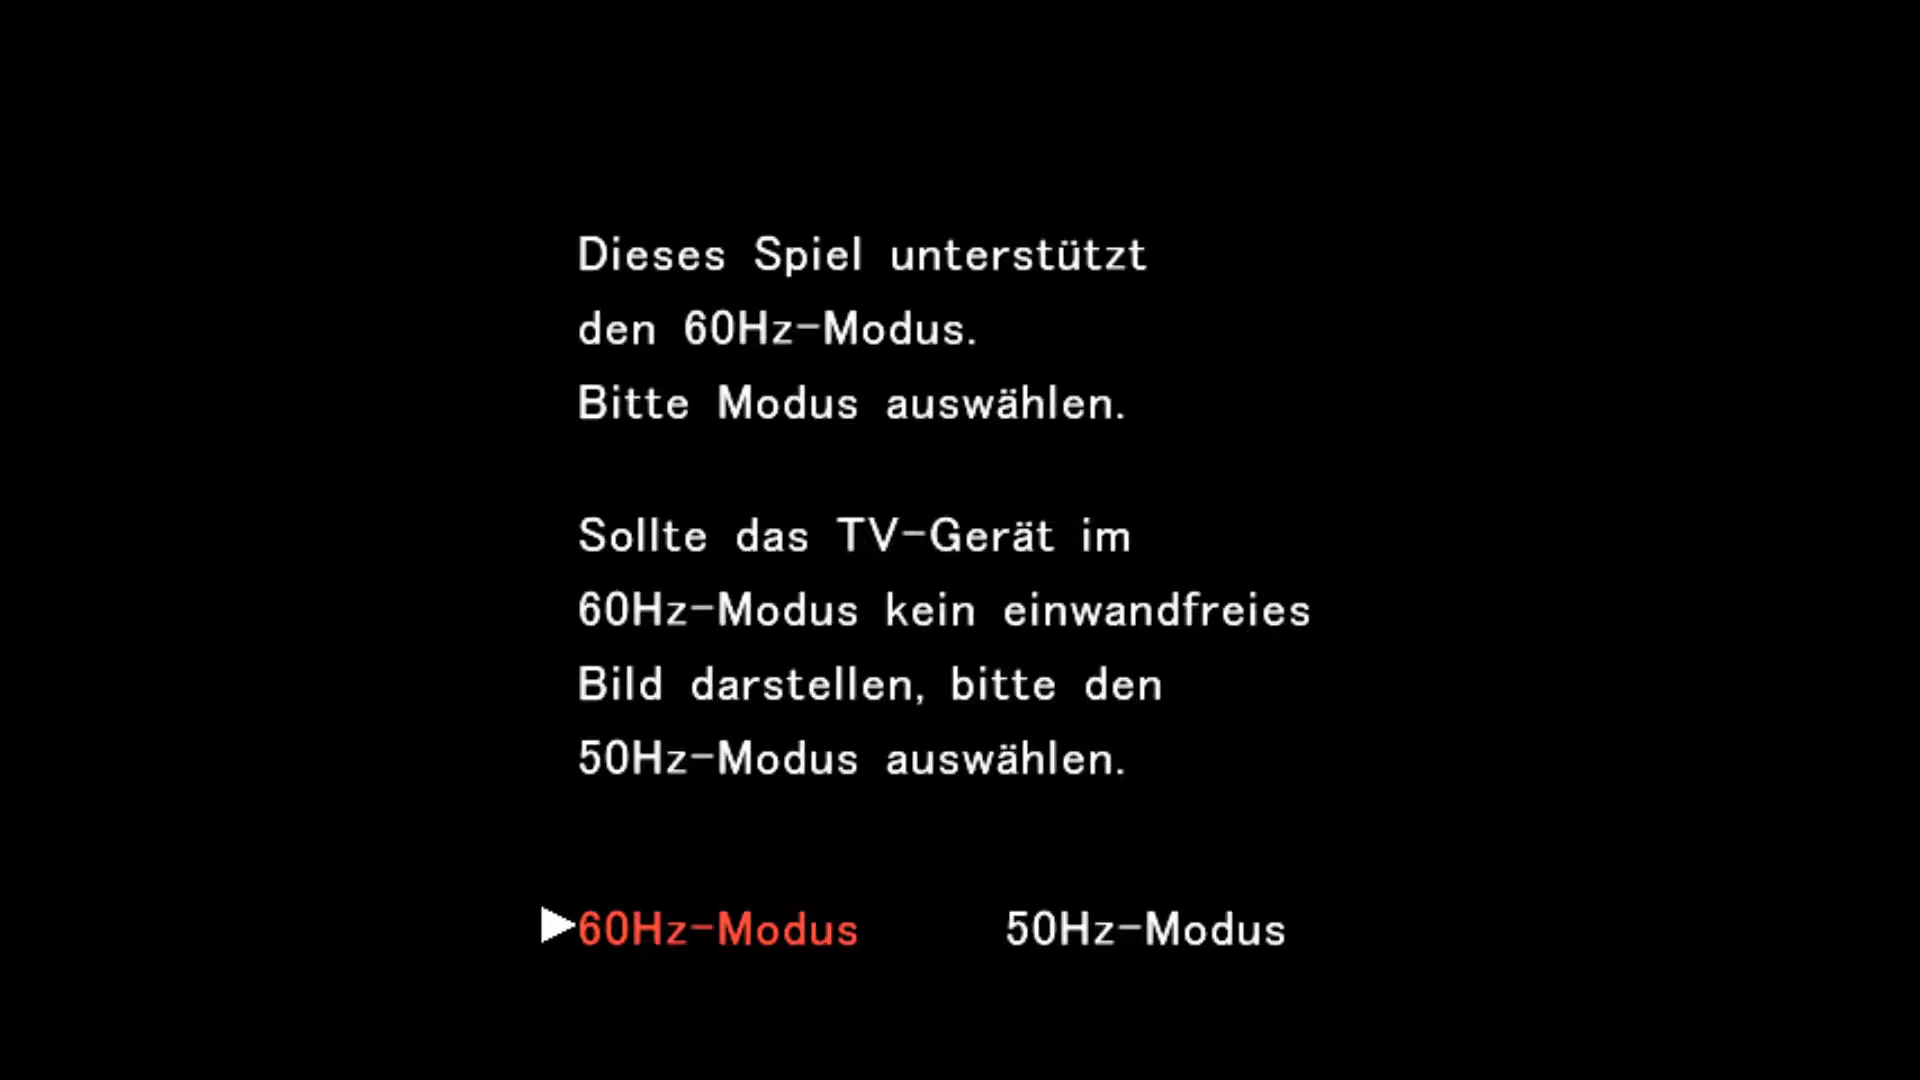 Dieses Spiel unterstützt
den 60Hz-Modus.
Bitte Modus auswählen.
Sollte das TV-Gerät im
60Hz-Modus kein einwandfreies
Bild darstellen, bitte den
50Hz-Modus auswählen.
60Hz-Modus 50Hz-Modus